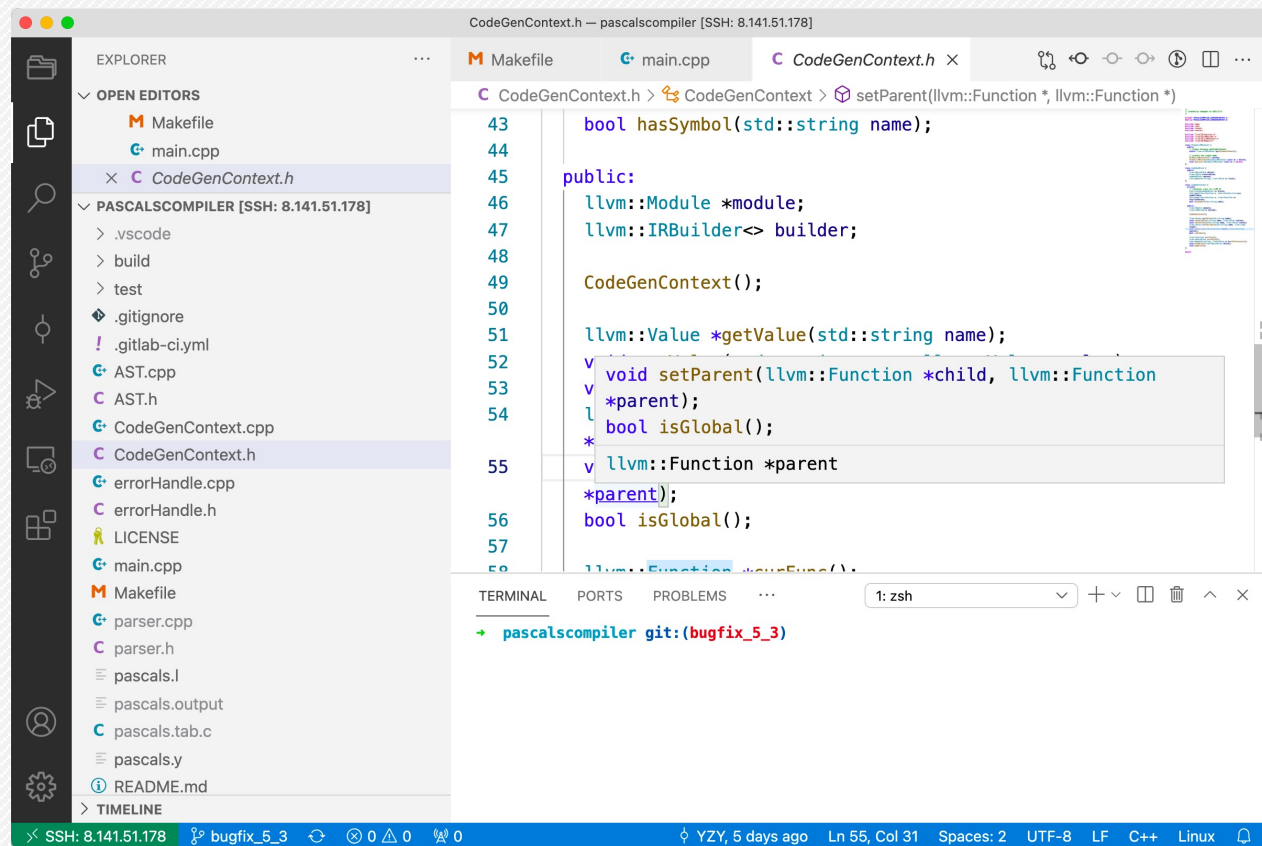 CodeGenContext.h — pascalscompiler [SSH: 8.141.51.178]
EXPLORER
OPEN EDITORS
M Makefile
main.cpp
C CodeGenContext.h
PASCALSCOMPILER [SSH: 8.141.51.178]
.vscode
build
test
.gitignore
! .gitlab-ci.yml
AST.cpp
C AST.h
CodeGenContext.cpp
C CodeGenContext.h
errorHandle.cpp
C errorHandle.h
LICENSE
main.cpp
M Makefile
parser.cpp
C parser.h
pascals.l
pascals.output
C pascals.tab.c
pascals.y
README.md
TIMELINE
M Makefile main.cpp C CodeGenContext.h
C CodeGenContext.h > CodeGenContext > setParent(llvm::Function *, llvm::Function *)
43 bool hasSymbol(std::string name);
44
45 public:
46 llvm::Module *module;
47 llvm::IRBuilder<> builder;
48
49 CodeGenContext();
50
51 llvm::Value *getValue(std::string name);
52 v
53 v
54 l
*
55 v
*parent);
56 bool isGlobal();
57
58 llvm::Function *curFunc();
void setParent(llvm::Function *child, llvm::Function
*parent);
bool isGlobal();
llvm::Function *parent
TERMINAL PORTS PROBLEMS ··· 1: zsh
→ pascalscompiler git:(bugfix_5_3)
SSH: 8.141.51.178 bugfix_5_3 0 0 0 YZY, 5 days ago Ln 55, Col 31 Spaces: 2 UTF-8 LF C++ Linux